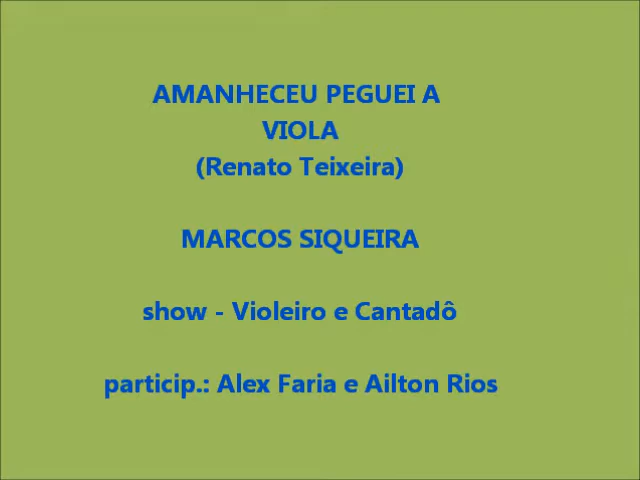 AMANHECEU PEGUEI A
VIOLA
(Renato Teixeira)
MARCOS SIQUEIRA
show - Violeiro e Cantadô
particip.: Alex Faria e Ailton Rios